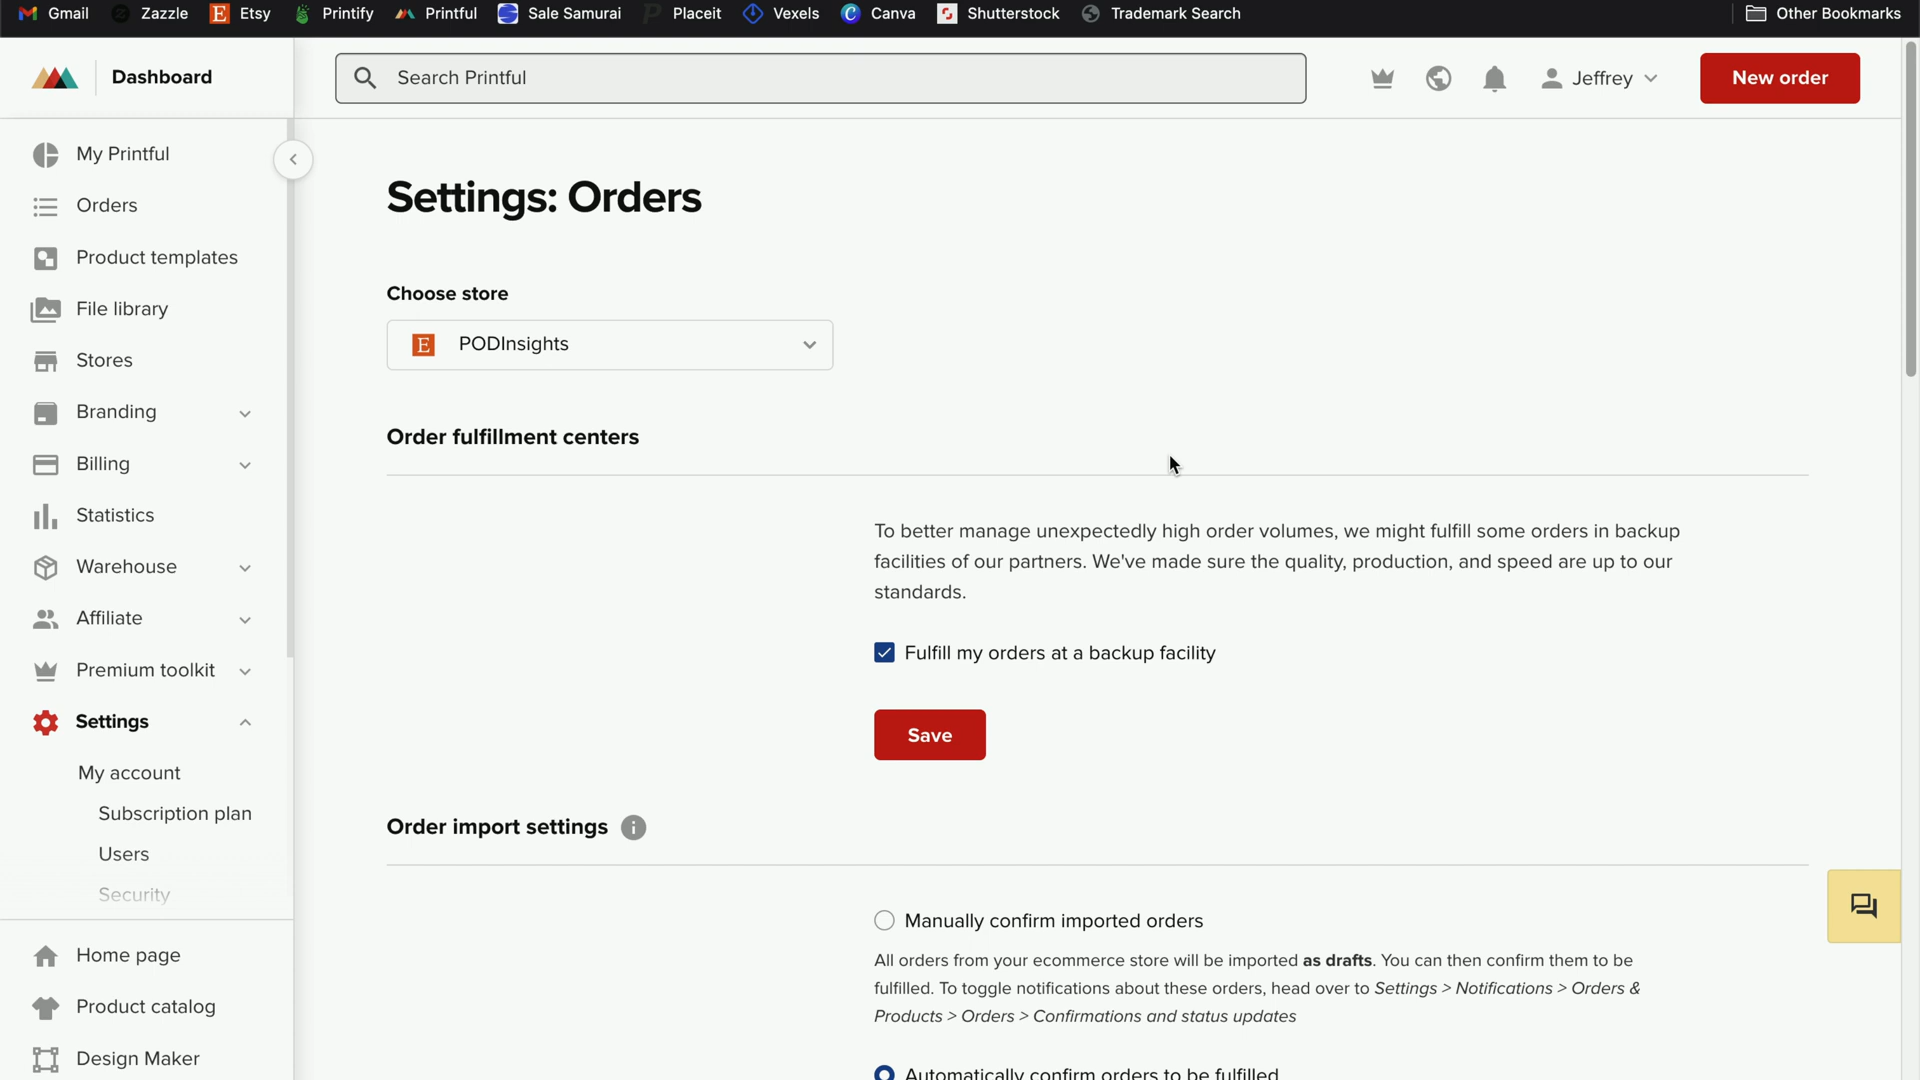 Gmail
Zazzle
Etsy
Printify
Printful
Sale Samurai
Placeit
Vexels
Canva
Shutterstock
Trademark Search
Other Bookmarks
Dashboard
Search Printful
Jeffrey
New order
My Printful
Orders
Product templates
File library
Stores
Branding
Billing
Statistics
Warehouse
Affiliate
Premium toolkit
Settings
My account
Subscription plan
Users
Security
Home page
Product catalog
Design Maker
Settings: Orders
Choose store
E PODInsights
Order fulfillment centers
To better manage unexpectedly high order volumes, we might fulfill some orders in backup
facilities of our partners. We've made sure the quality, production, and speed are up to our
standards.
Fulfill my orders at a backup facility
Save
Order import settings
Manually confirm imported orders
All orders from your ecommerce store will be imported as drafts. You can then confirm them to be
fulfilled. To toggle notifications about these orders, head over to Settings > Notifications > Orders &
Products > Orders > Confirmations and status updates
Automatically confirm orders to be fulfilled